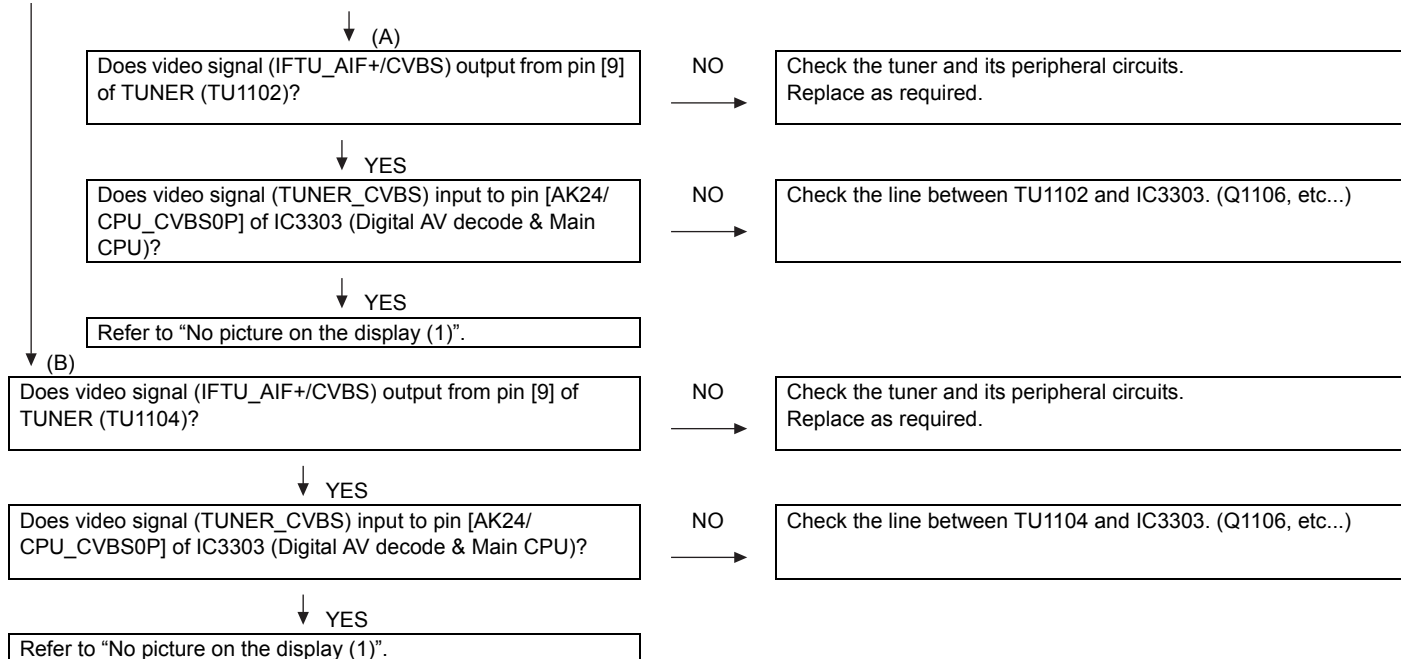 (A)
Does video signal (IFTU_AIF+/CVBS) output from pin [9]
of TUNER (TU1102)?
NO
Check the tuner and its peripheral circuits.
Replace as required.
YES
Does video signal (TUNER_CVBS) input to pin [AK24/
CPU_CVBS0P] of IC3303 (Digital AV decode & Main
CPU)?
NO
Check the line between TU1102 and IC3303. (Q1106, etc...)
YES
Refer to “No picture on the display (1)”.
(B)
Does video signal (IFTU_AIF+/CVBS) output from pin [9] of
TUNER (TU1104)?
NO
Check the tuner and its peripheral circuits.
Replace as required.
YES
Does video signal (TUNER_CVBS) input to pin [AK24/
CPU_CVBS0P] of IC3303 (Digital AV decode & Main CPU)?
NO
Check the line between TU1104 and IC3303. (Q1106, etc...)
YES
Refer to “No picture on the display (1)”.